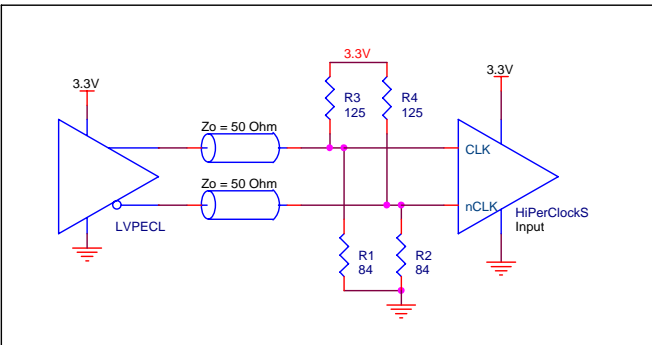 3.3V
3.3V
3.3V
R3
125
R4
125
Zo = 50 Ohm
CLK
Zo = 50 Ohm
nCLK
LVPECL
HiPerClockS
Input
R1
84
R2
84